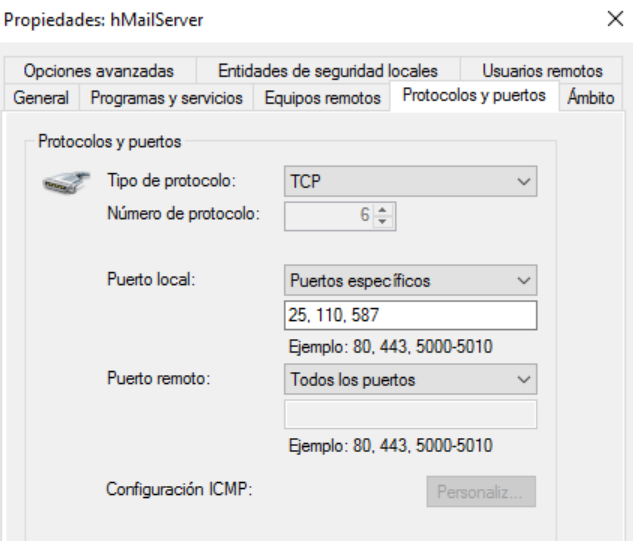 Propiedades: hMailServer
Opciones avanzadas Entidades de seguridad locales Usuarios remotos
General Programas y servicios Equipos remotos Protocolos y puertos Ámbito
Protocolos y puertos
Tipo de protocolo: TCP
Número de protocolo: 6
Puerto local: Puertos específicos
25, 110, 587
Ejemplo: 80, 443, 5000-5010
Puerto remoto: Todos los puertos
Ejemplo: 80, 443, 5000-5010
Configuración ICMP: Personaliz...